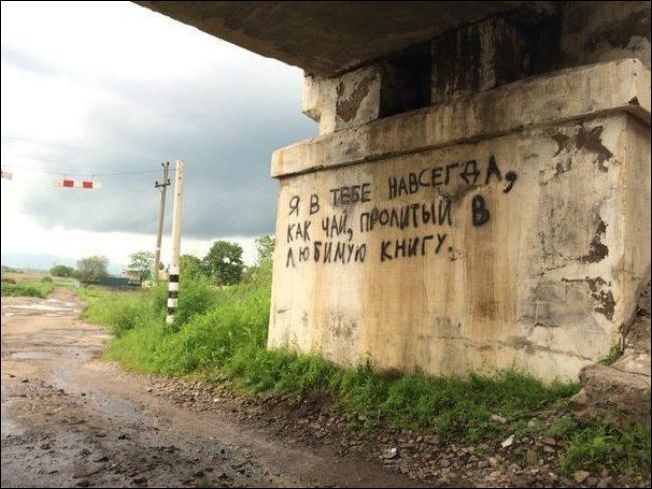 Я В ТЕБЕ НАВСЕГДА,
КАК ЧАЙ, ПРОЛИТЫЙ В
ЛЮБИМУЮ КНИГУ.